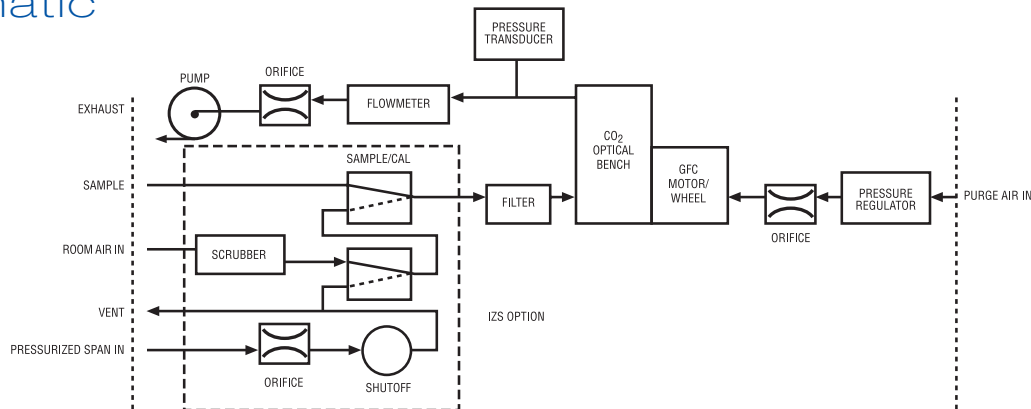 PRESSURE
TRANSDUCER
PUMP
ORIFICE
EXHAUST
FLOWMETER
SAMPLE/CAL
CO2
OPTICAL
BENCH
SAMPLE
FILTER
GFC
MOTOR/
WHEEL
PRESSURE
REGULATOR
PURGE AIR IN
ORIFICE
ROOM AIR IN
SCRUBBER
VENT
IZS OPTION
PRESSURIZED SPAN IN
ORIFICE
SHUTOFF